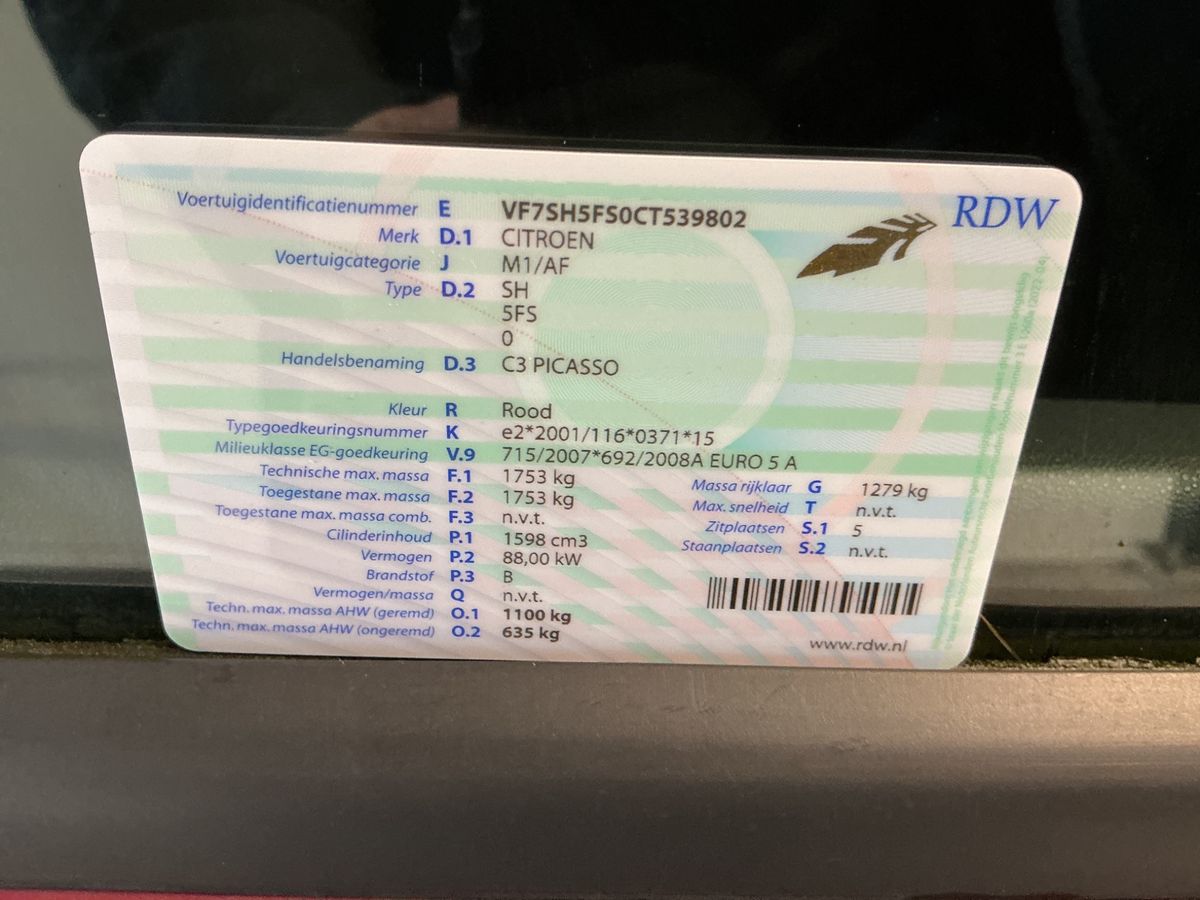 RDW
Voertuigidentificatienummer E VF7SH5FS0CT539802
Merk D.1 CITROEN
Voertuigcategorie J M1/AF
Type D.2 SH
5FS
0
Handelsbenaming D.3 C3 PICASSO
Kleur R Rood
Typegoedkeuringsnummer K e2*2001/116*0371*15
Milieuklasse EG-goedkeuring V.9 715/2007*692/2008A EURO 5 A
Technische max. massa F.1 1753 kg
Toegestane max. massa F.2 1753 kg
Toegestane max. massa comb. F.3 n.v.t.
Cilinderinhoud P.1 1598 cm3
Vermogen P.2 88,00 kW
Brandstof P.3 B
Vermogen/massa Q n.v.t.
Techn. max. massa AHW (geremd) O.1 1100 kg
Techn. max. massa AHW (ongeremd) O.2 635 kg
Massa rijklaar G 1279 kg
Max. snelheid T n.v.t.
Zitplaatsen S.1 5
Staanplaatsen S.2 n.v.t.
www.rdw.nl